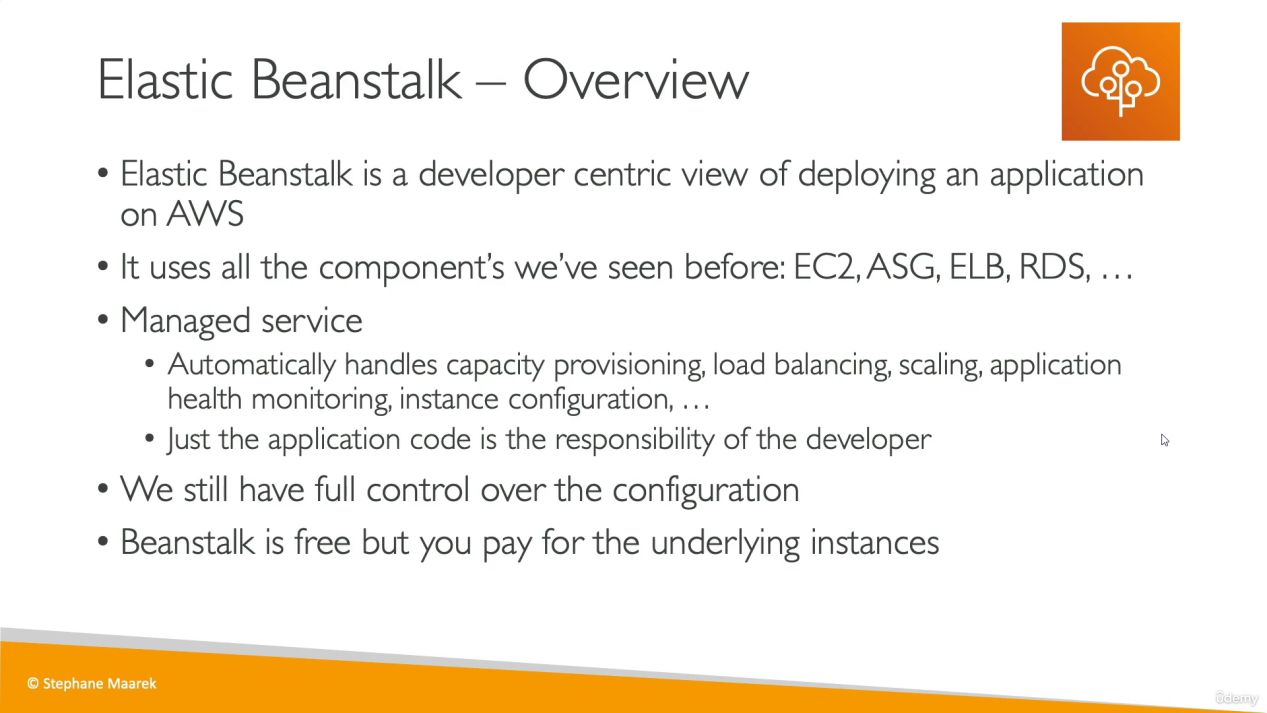 Elastic Beanstalk – Overview
• Elastic Beanstalk is a developer centric view of deploying an application
on AWS
• It uses all the component’s we’ve seen before: EC2, ASG, ELB, RDS, …
• Managed service
• Automatically handles capacity provisioning, load balancing, scaling, application
health monitoring, instance configuration, …
• Just the application code is the responsibility of the developer
• We still have full control over the configuration
• Beanstalk is free but you pay for the underlying instances
© Stephane Maarek
ûdemy